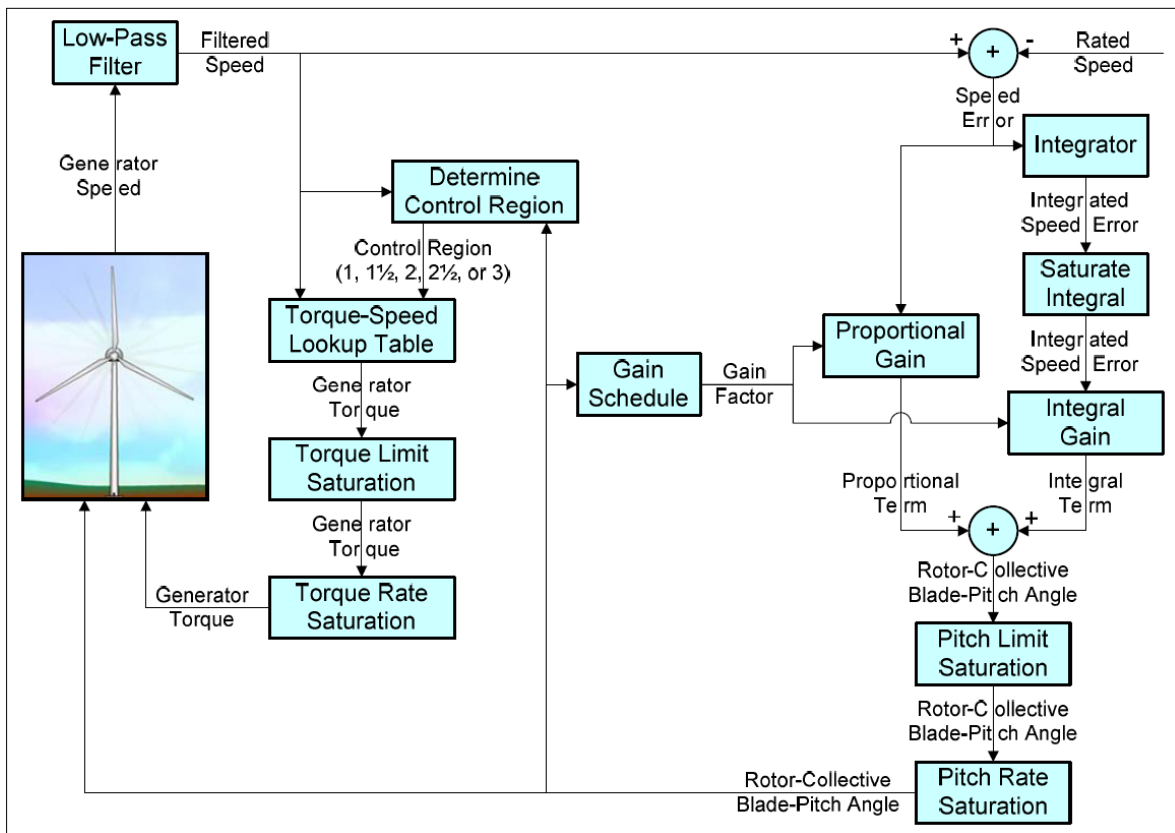 Low-Pass
Filter
Filtered
Speed
+
+
-
Rated
Speed
Speed
Error
Integrator
Generator
Speed
Determine
Control Region
Integrated
Speed Error
Control Region
(1, 1½, 2, 2½, or 3)
Saturate
Integral
Torque-Speed
Lookup Table
Proportional
Gain
Integrated
Speed Error
Gain
Schedule
Gain
Factor
Generator
Torque
Integral
Gain
Torque Limit
Saturation
Proportional
Term
Integral
Term
+
+
+
Generator
Torque
Rotor-Collective
Blade-Pitch Angle
Generator
Torque
Torque Rate
Saturation
Pitch Limit
Saturation
Rotor-Collective
Blade-Pitch Angle
Rotor-Collective
Blade-Pitch Angle
Pitch Rate
Saturation